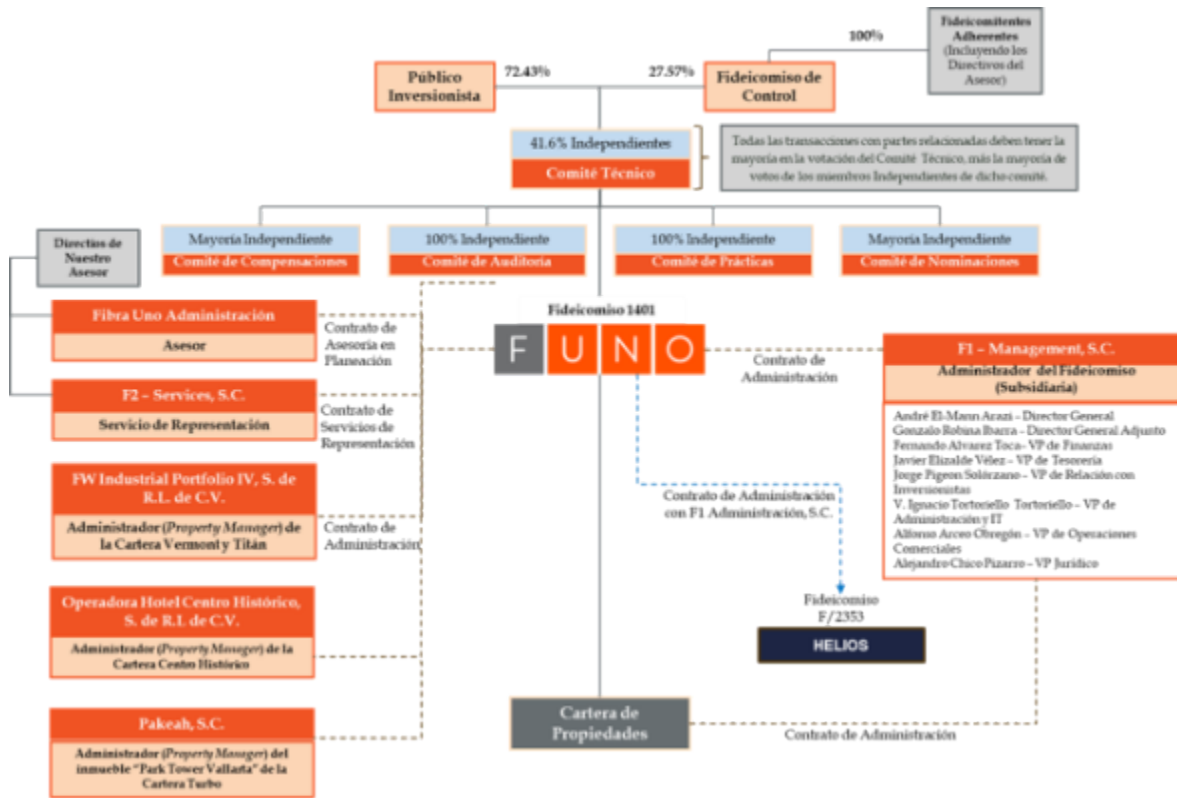 Fideicomitentes
Adherentes
(Incluyendo los
Directivos del
Asesor)
100%
Público
Inversionista
72.43%
27.57%
Fideicomiso de
Control
41.6% Independientes
Comité Técnico
Todas las transacciones con partes relacionadas deben tener la
mayoría en la votación del Comité Técnico, más la mayoría de
votos de los miembros Independientes de dicho comité.
Directivos de
Nuestro
Asesor
Mayoría Independiente
Comité de Compensaciones
100% Independiente
Comité de Auditoría
100% Independiente
Comité de Prácticas
Mayoría Independiente
Comité de Nominaciones
Fibra Uno Administración
Asesor
Contrato de
Asesoría en
Planeación
F2 – Services, S.C.
Servicio de Representación
Contrato de
Servicios de
Representación
FW Industrial Portfolio IV, S. de
R.L. de C.V.
Administrador (Property Manager) de
la Cartera Vermont y Titán
Contrato de
Administración
Operadora Hotel Centro Histórico,
S. de R.L de C.V.
Administrador (Property Manager) de la
Cartera Centro Histórico
Pakeah, S.C.
Administrador (Property Manager) del
inmueble “Park Tower Vallarta” de la
Cartera Turbo
Fideicomiso 1401
F U N O
Contrato de
Administración
F1 – Management, S.C.
Administrador del Fideicomiso
(Subsidiaria)
André El-Mann Arazi – Director General
Gonzalo Robina Ibarra – Director General Adjunto
Fernando Alvarez Toca– VP de Finanzas
Javier Elizalde Vélez – VP de Tesorería
Jorge Pigeon Solórzano – VP de Relación con
Inversionistas
V. Ignacio Tortoriello Tortoriello – VP de
Administración y IT
Alfonso Arceo Obregón – VP de Operaciones
Comerciales
Alejandro Chico Pizarro – VP Jurídico
Contrato de Administración
con F1 Administración, S.C.
Fideicomiso
F/2353
HELIOS
Cartera de
Propiedades
Contrato de Administración